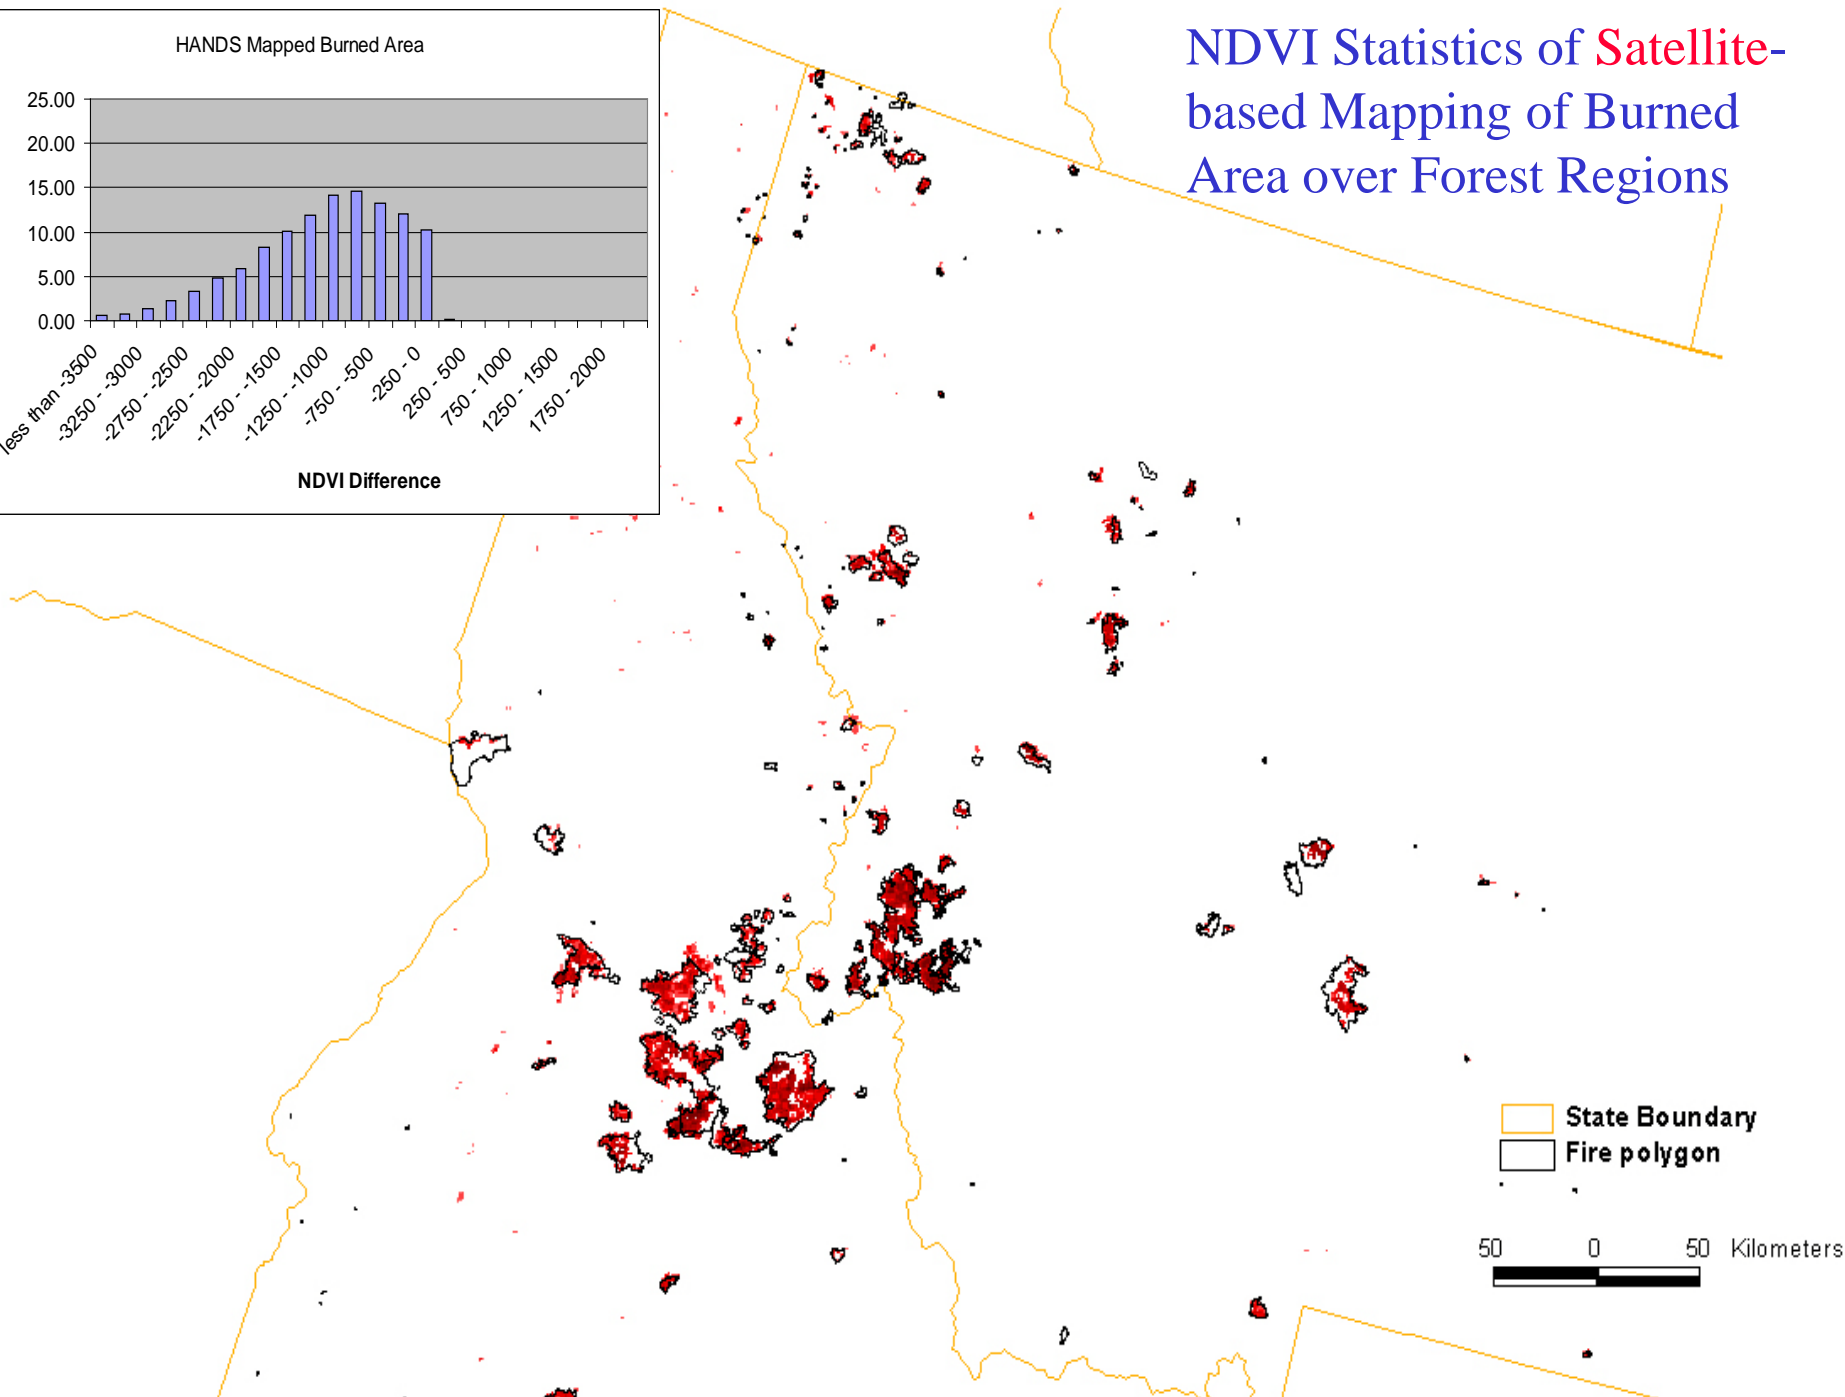 HANDS Mapped Burned Area
25.00
20.00
15.00
10.00
5.00
0.00
less than -3500
-3250 - -3000
-2750 - -2500
-2250 - -2000
-1750 - -1500
-1250 - -1000
-750 - -500
-250 - 0
250 - 500
750 - 1000
1250 - 1500
1750 - 2000
NDVI Difference
NDVI Statistics of Satellite-
based Mapping of Burned
Area over Forest Regions
State Boundary
Fire polygon
50 0 50 Kilometers